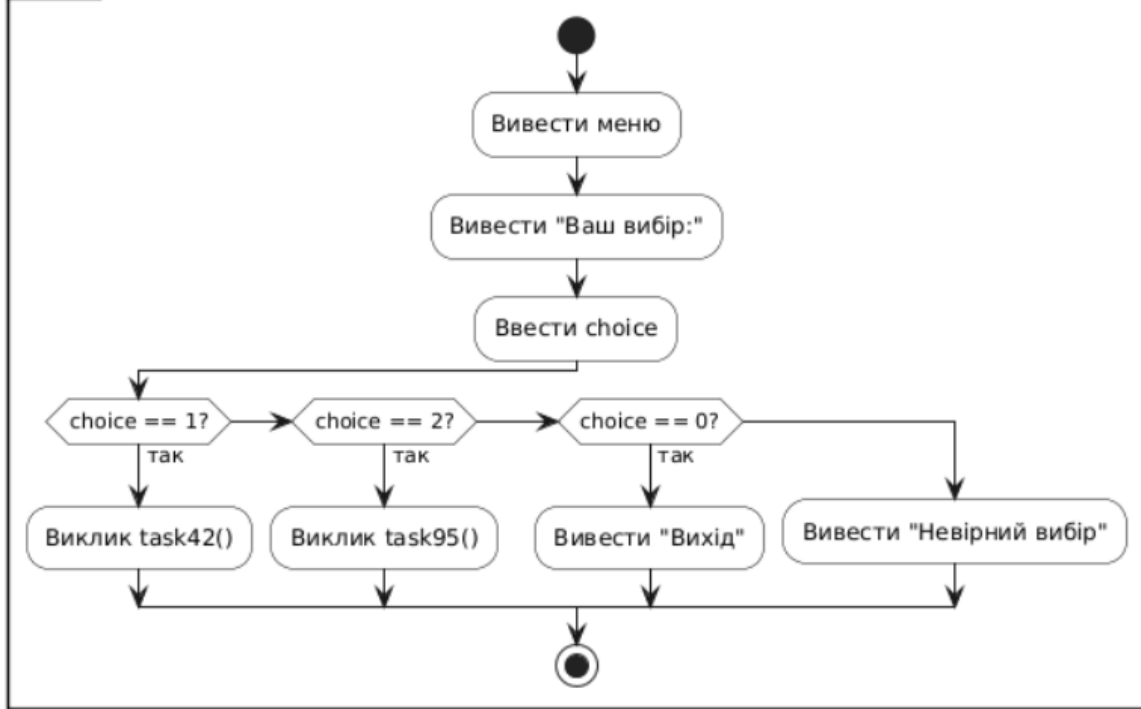 Вивести меню
Вивести "Ваш вибір:"
Ввести choice
choice == 1?
choice == 2?
choice == 0?
так
так
так
Виклик task42()
Виклик task95()
Вивести "Вихід"
Вивести "Невірний вибір"